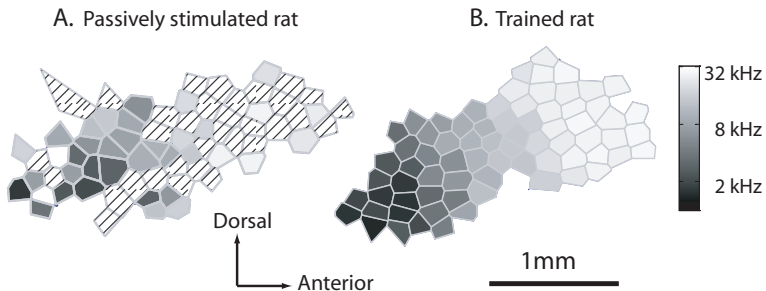 A. Passively stimulated rat
B. Trained rat
32 kHz
8 kHz
2 kHz
Dorsal
Anterior
1mm